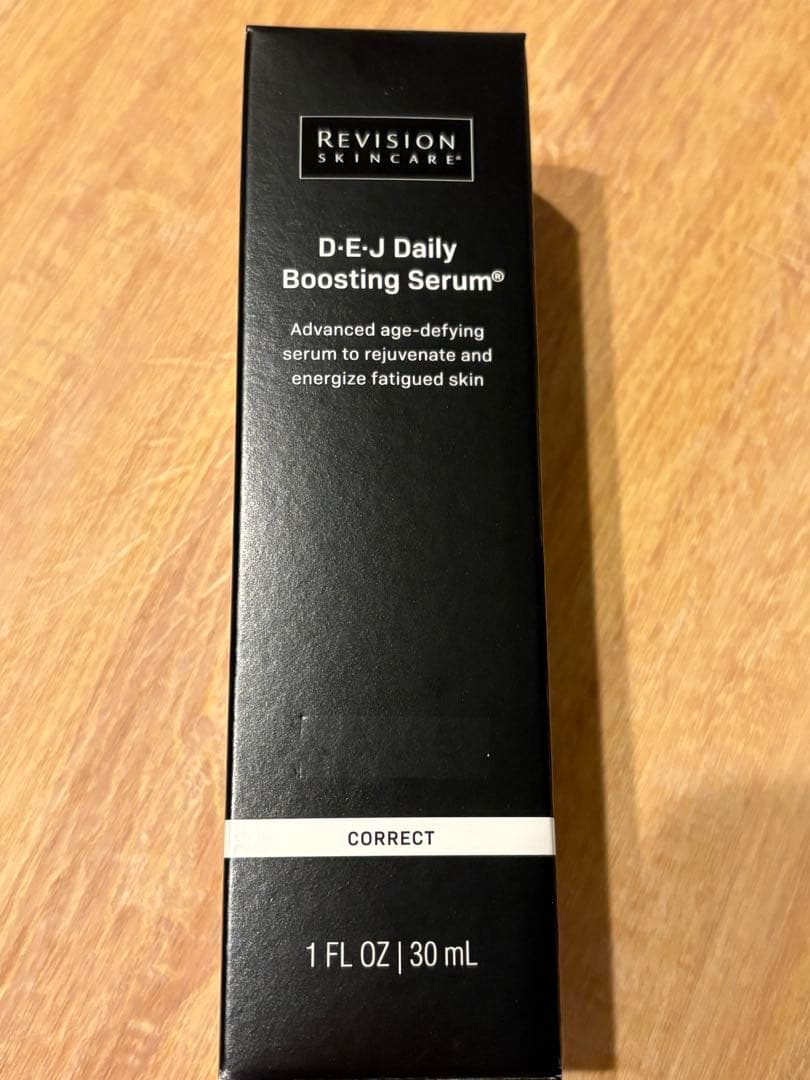 REVISION
SKINCARE®
D·E·J Daily
Boosting Serum®
Advanced age-defying
serum to rejuvenate and
energize fatigued skin
CORRECT
1 FL OZ | 30 mL